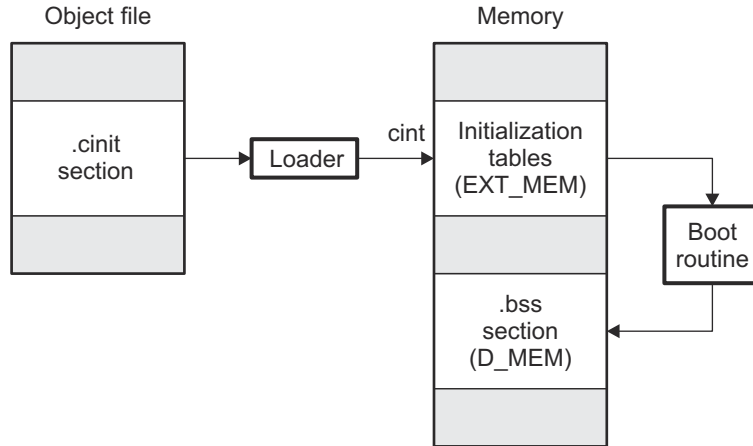 Object file
Memory
.cinit
section
Loader
cint
Initialization
tables
(EXT_MEM)
Boot
routine
.bss
section
(D_MEM)